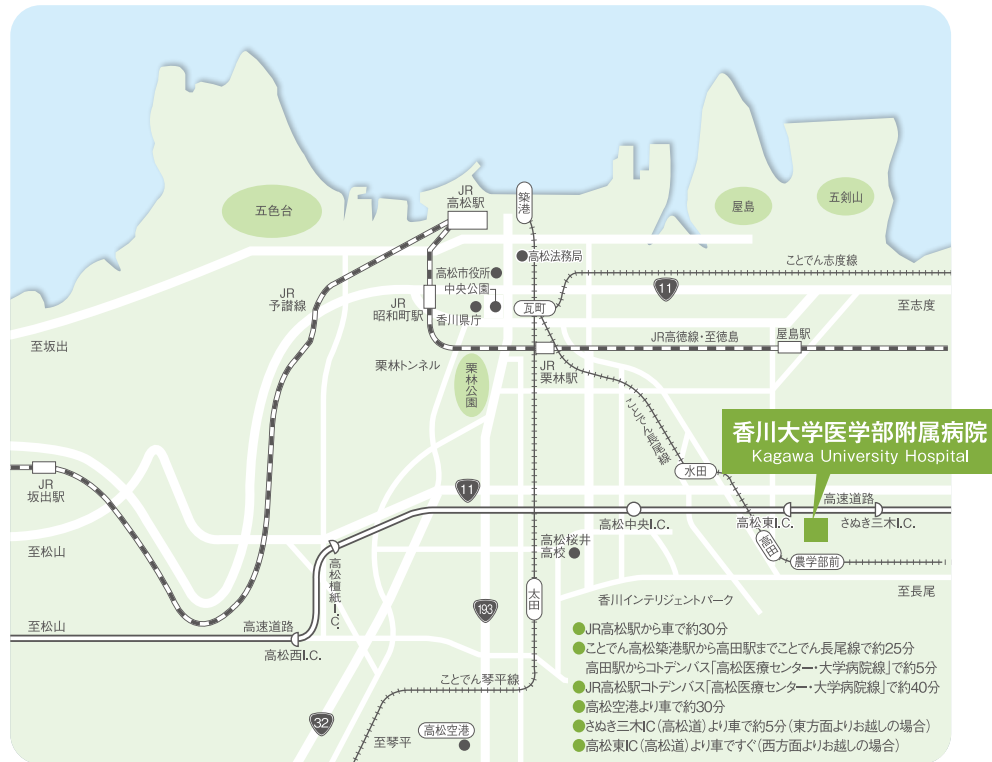 五色台
JR
高松駅
築港
屋島
五剣山
高松法務局
ことでん志度線
高松市役所
中央公園
11
JR
予讃線
JR
昭和町駅
香川県庁
瓦町
至志度
至坂出
JR高徳線・至徳島
屋島駅
栗林トンネル
栗林公園
JR
栗林駅
ことでん長尾線
香川大学医学部附属病院
Kagawa University Hospital
JR
坂出駅
11
水田
高速道路
高松中央I.C.
高松東I.C.
さぬき三木I.C.
至松山
高松檀紙I.C.
高松桜井
高校
高田
農学部前
至長尾
太田
香川インテリジェントパーク
193
至松山
高速道路
高松西I.C.
ことでん琴平線
32
高松空港
至琴平
●JR高松駅から車で約30分
●ことでん高松築港駅から高田駅までことでん長尾線で約25分
高田駅からコトデンバス「高松医療センター・大学病院線」で約5分
●JR高松駅コトデンバス「高松医療センター・大学病院線」で約40分
●高松空港より車で約30分
●さぬき三木IC(高松道)より車で約5分(東方面よりお越しの場合)
●高松東IC(高松道)より車ですぐ(西方面よりお越しの場合)